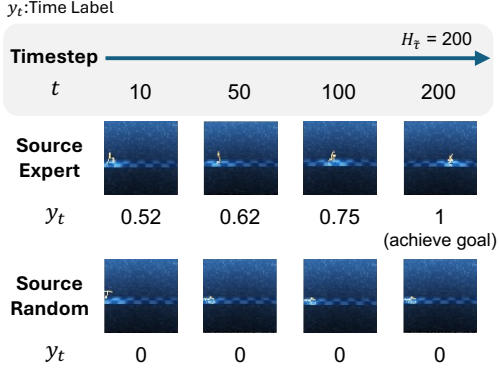 y_t:Time Label
H_τ̃ = 200
Timestep
t 10 50 100 200
Source
Expert
y_t 0.52 0.62 0.75 1
(achieve goal)
Source
Random
y_t 0 0 0 0